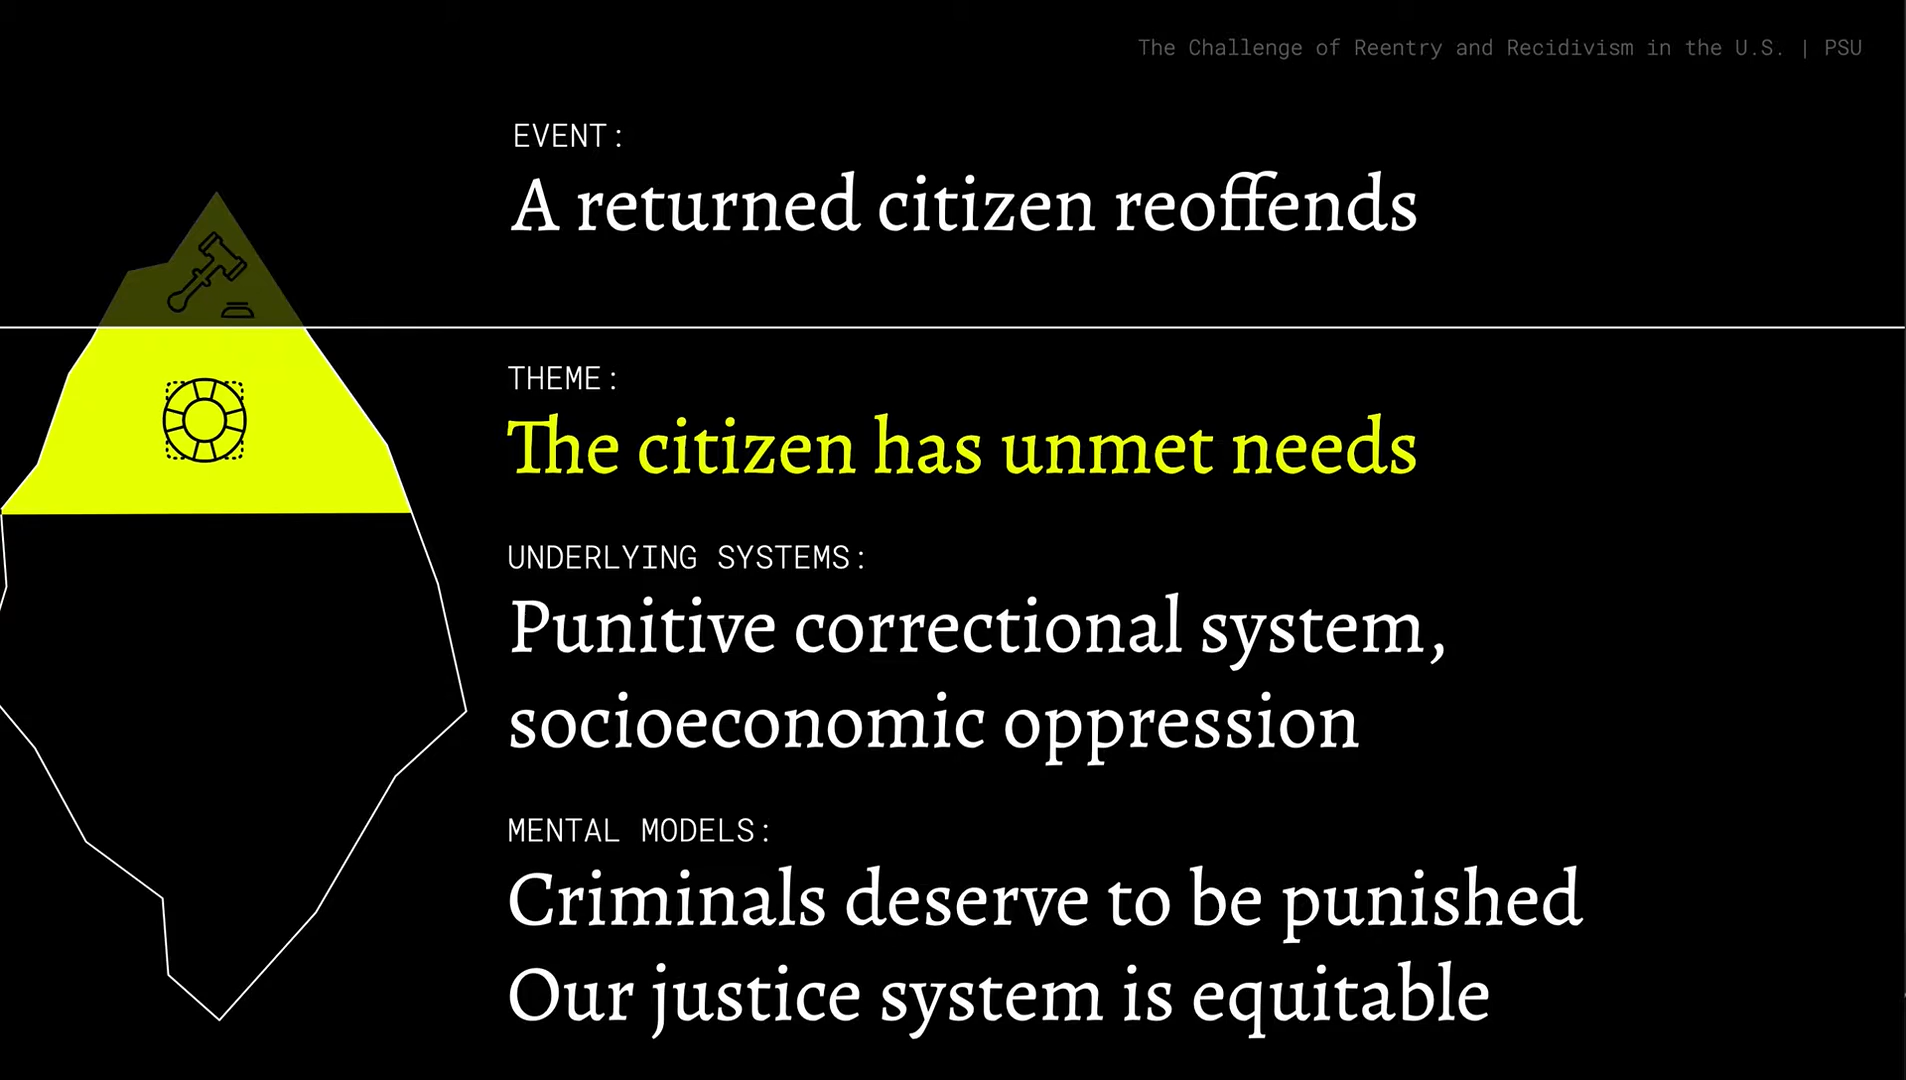 The Challenge of Reentry and Recidivism in the U.S. | PSU
EVENT:
A returned citizen reoffends
THEME:
The citizen has unmet needs
UNDERLYING SYSTEMS:
Punitive correctional system,
socioeconomic oppression
MENTAL MODELS:
Criminals deserve to be punished
Our justice system is equitable